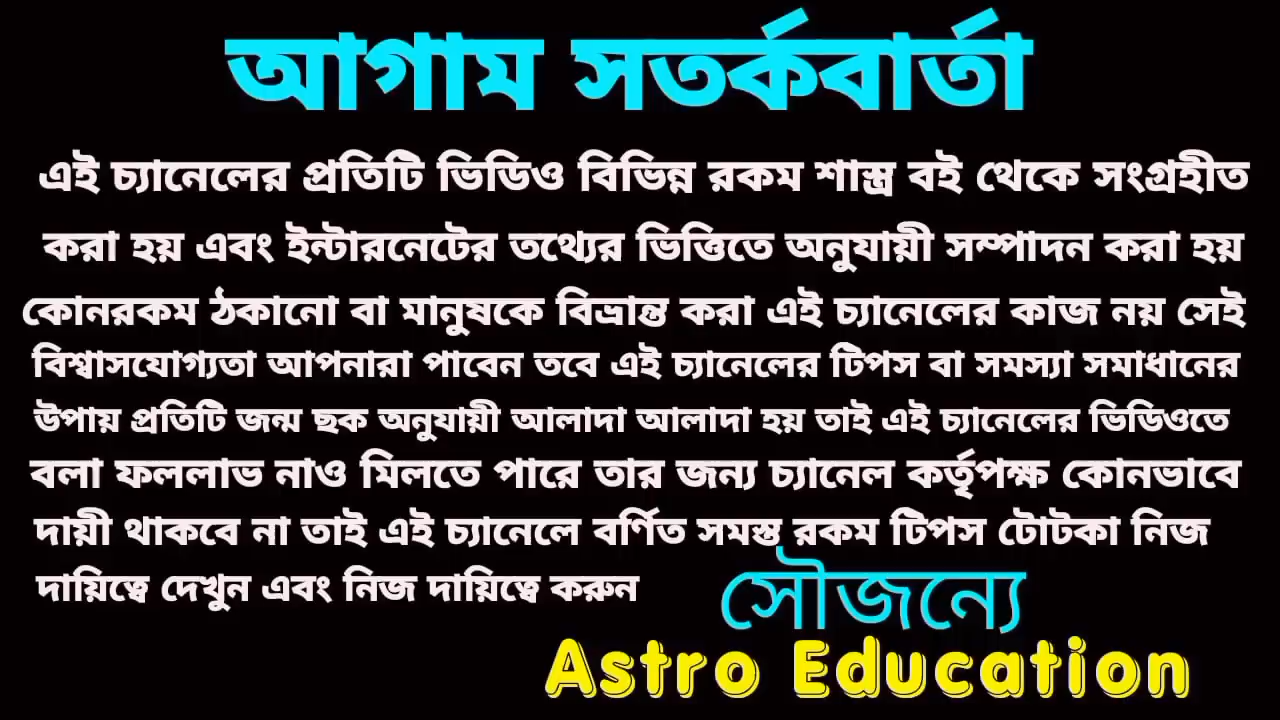 আগাম সতর্কবার্তা
এই চ্যানেলের প্রতিটি ভিডিও বিভিন্ন রকম শাস্ত্র বই থেকে সংগ্রহীত
করা হয় এবং ইন্টারনেটের তথ্যের ভিত্তিতে অনুযায়ী সম্পাদন করা হয়
কোনরকম ঠকানো বা মানুষকে বিভ্রান্ত করা এই চ্যানেলের কাজ নয় সেই
বিশ্বাসযোগ্যতা আপনারা পাবেন তবে এই চ্যানেলের টিপস বা সমস্যা সমাধানের
উপায় প্রতিটি জন্ম ছক অনুযায়ী আলাদা আলাদা হয় তাই এই চ্যানেলের ভিডিওতে
বলা ফললাভ নাও মিলতে পারে তার জন্য চ্যানেল কর্তৃপক্ষ কোনভাবে
দায়ী থাকবে না তাই এই চ্যানেলে বর্ণিত সমস্ত রকম টিপস টোটকা নিজ
দায়িত্বে দেখুন এবং নিজ দায়িত্বে করুন
সৌজন্যে
Astro Education